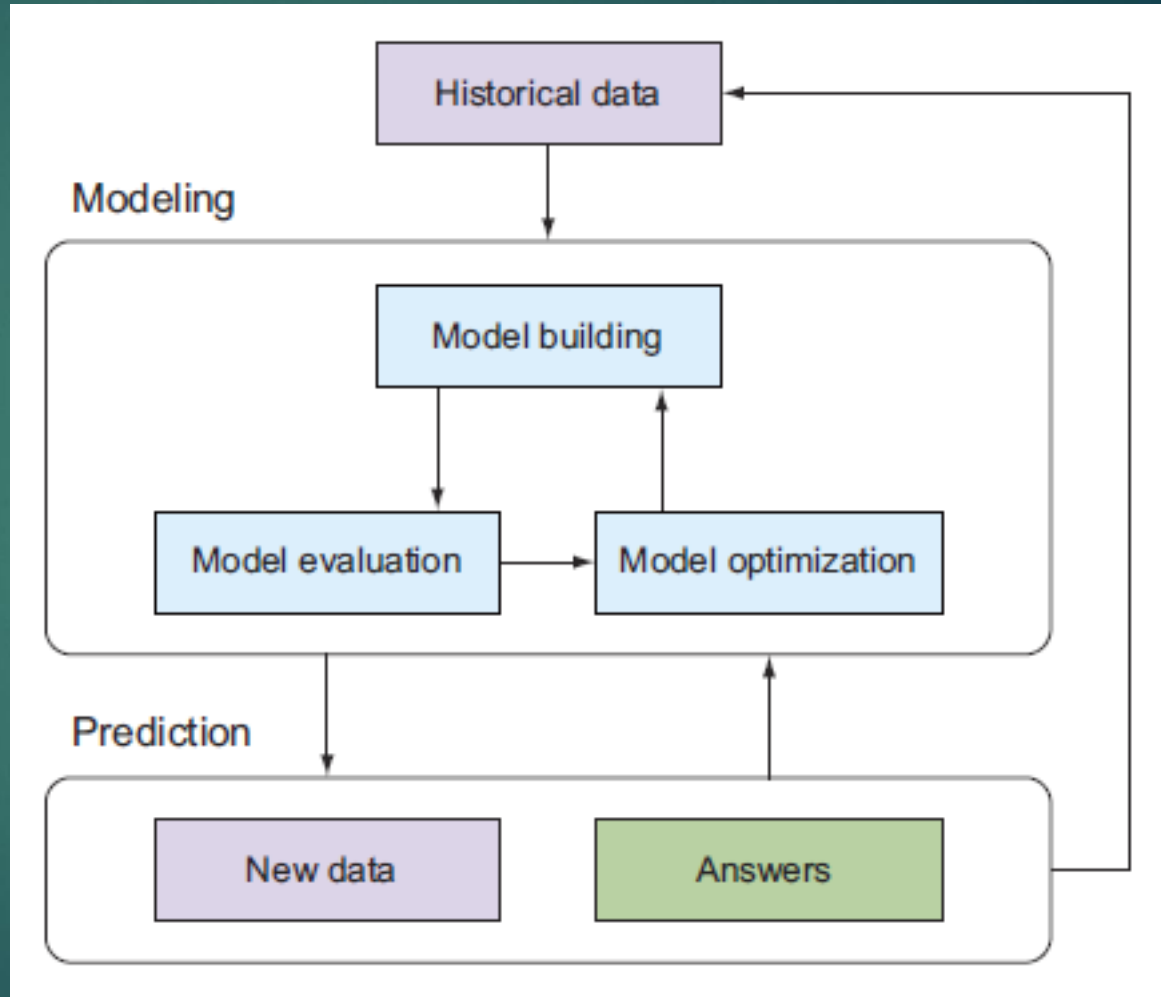 Historical data
Modeling
Model building
Model evaluation
Model optimization
Prediction
New data
Answers